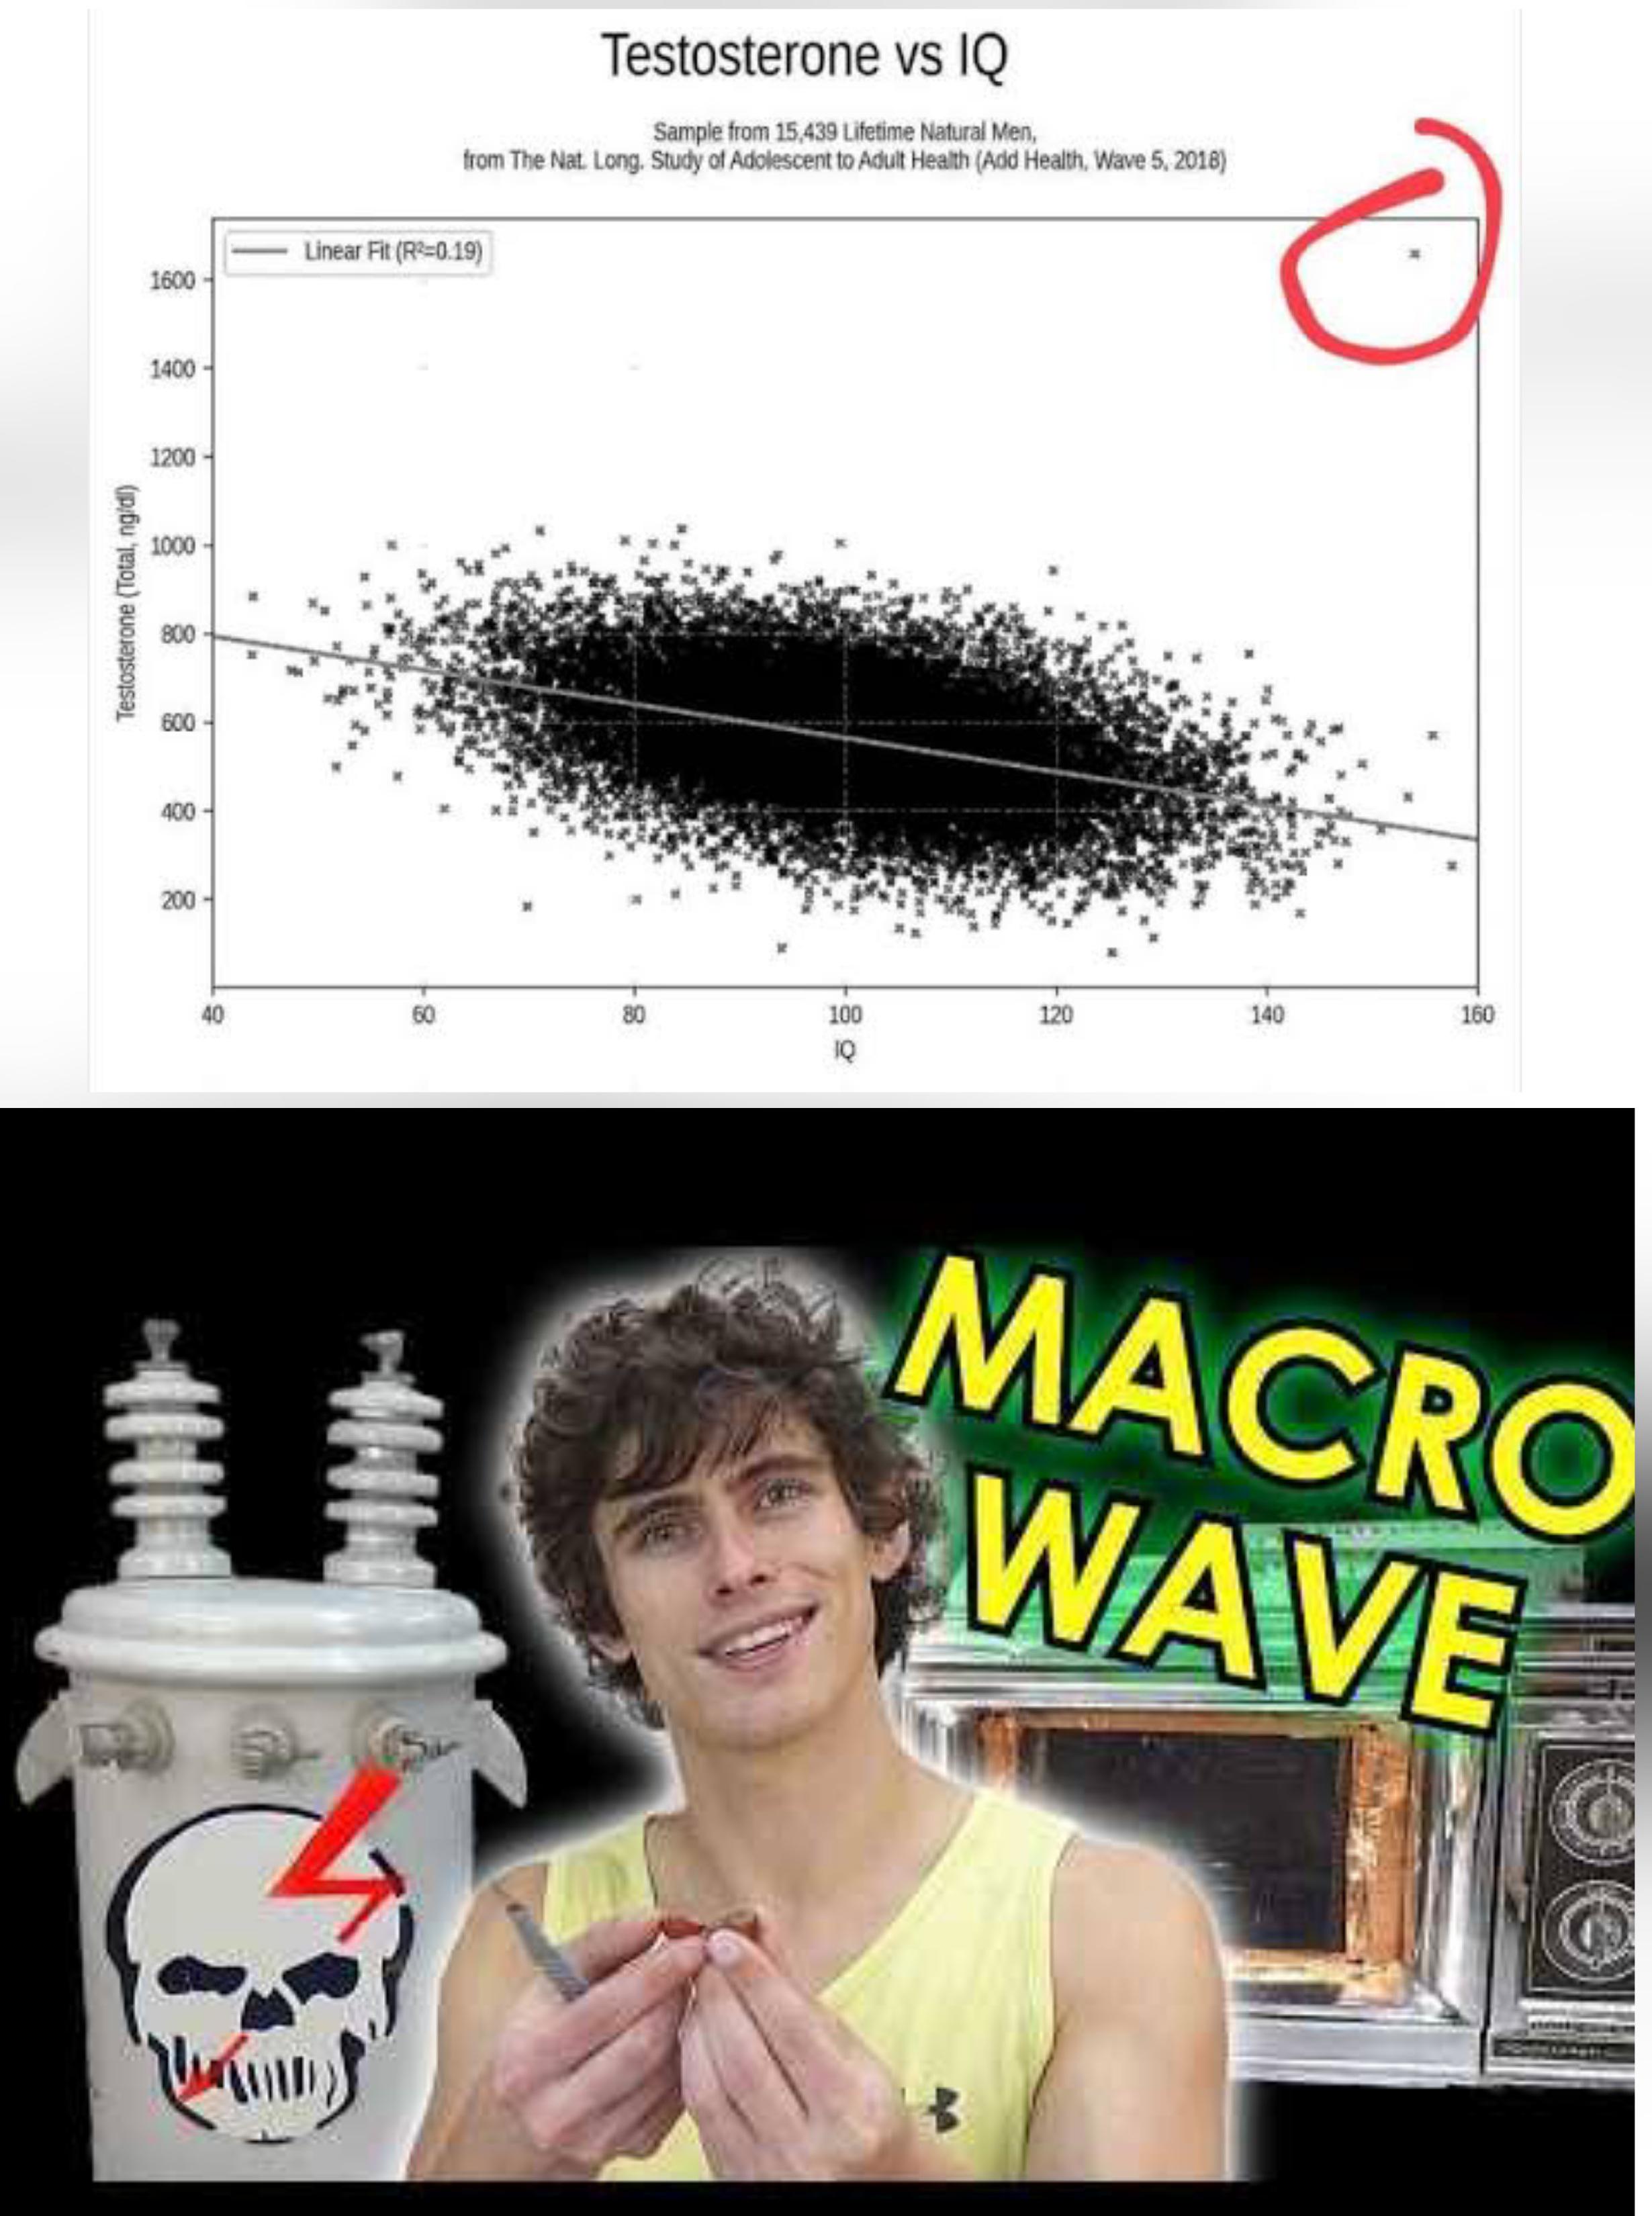 Testosterone vs IQ
Sample from 15,439 Lifetime Natural Men,
from The Nat. Long. Study of Adolescent to Adult Health (Add Health, Wave 5, 2018)
Linear Fit (R²=0.19)
Testosterone (Total, ng/dl)
1600
1400
1200
1000
800
600
400
200
40 60 80 100 120 140 160
IQ
MACRO
WAVE